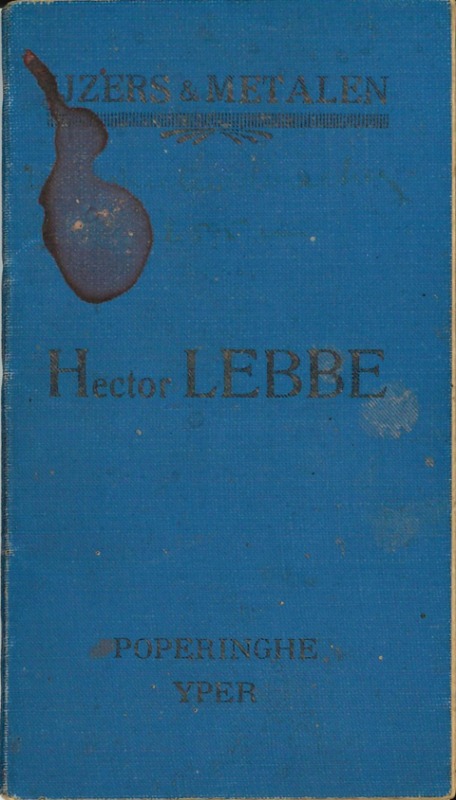 IJZERS & METALEN
Hector LEBBE
POPERINGHE
YPER